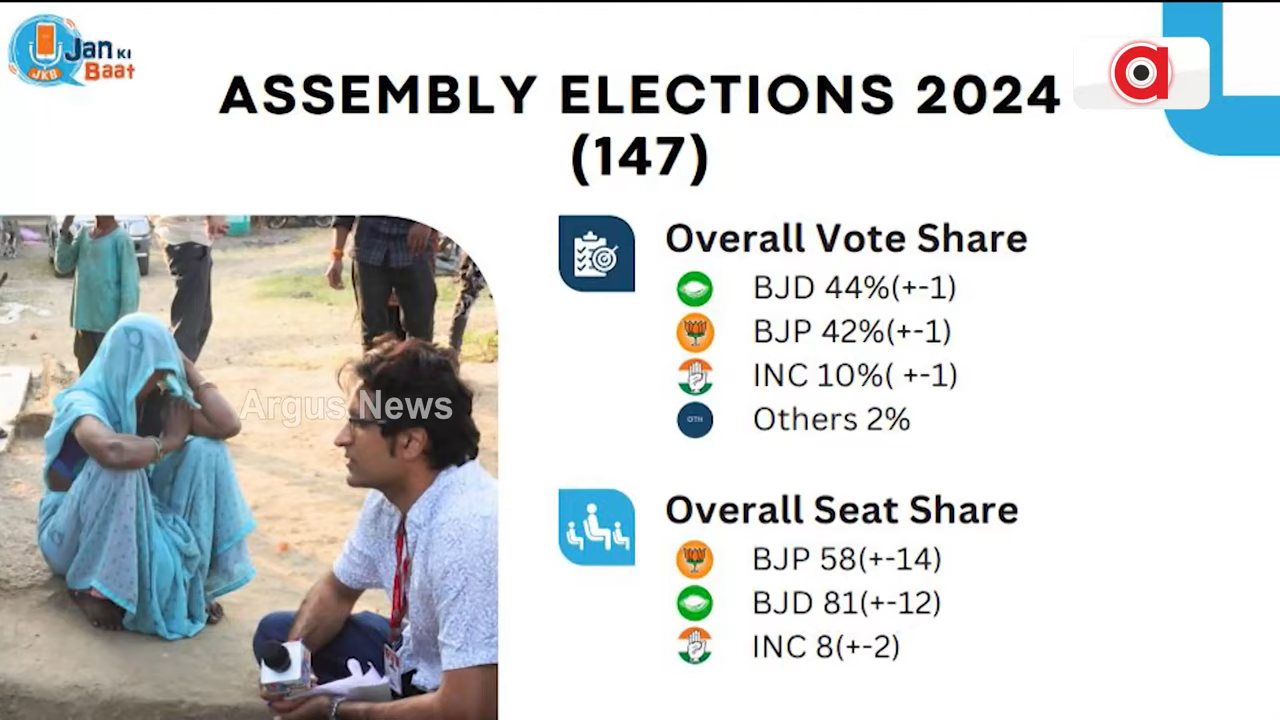 Jan KI
Baat
JKB
a
ASSEMBLY ELECTIONS 2024
(147)
Argus News
Overall Vote Share
BJD 44%(+-1)
BJP 42%(+-1)
INC 10%( +-1)
OTH Others 2%
Overall Seat Share
BJP 58(+-14)
BJD 81(+-12)
INC 8(+-2)